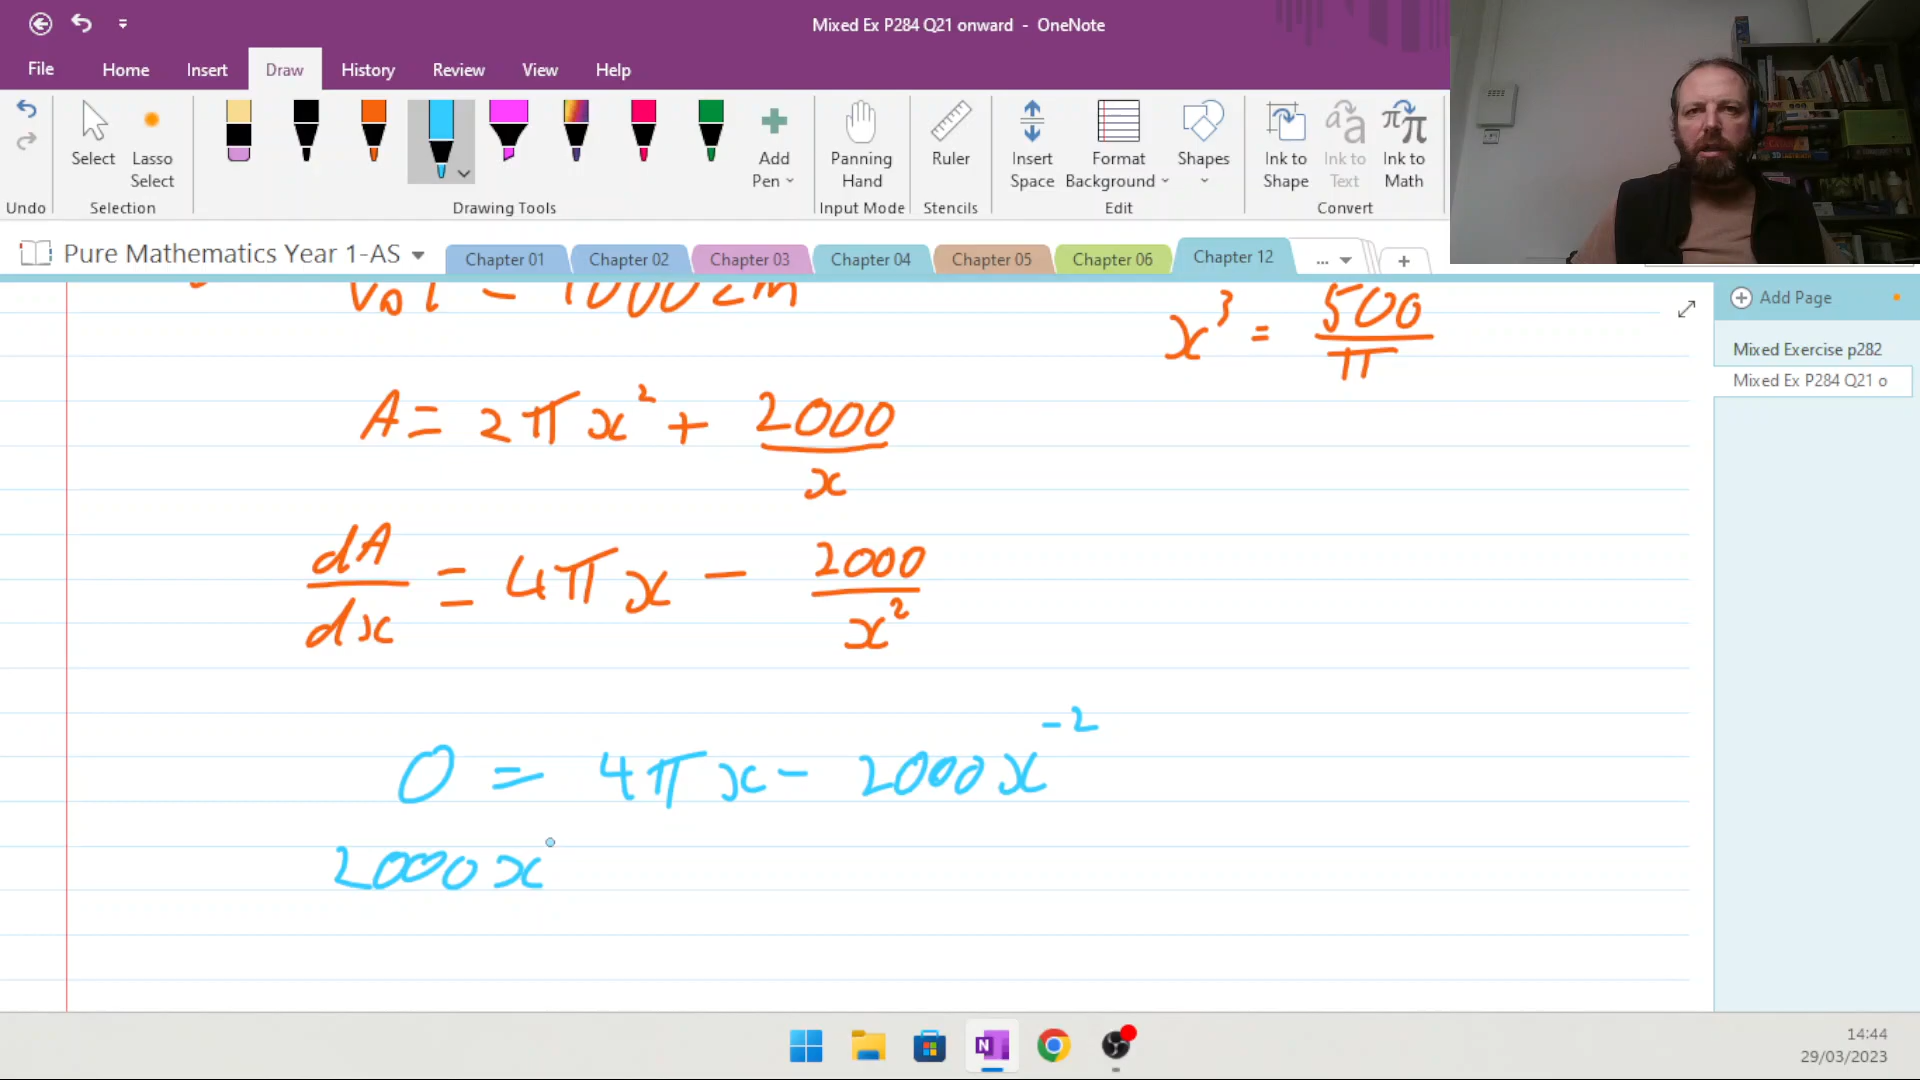 Mixed Ex P284 Q21 onward - OneNote
File Home Insert Draw History Review View Help
Select Lasso Select Add Pen Panning Hand Ruler Insert Space Format Background Shapes Ink to Shape Ink to Text Ink to Math
Undo Selection Drawing Tools Input Mode Stencils Edit Convert
Pure Mathematics Year 1-AS Chapter 01 Chapter 02 Chapter 03 Chapter 04 Chapter 05 Chapter 06 Chapter 12 ... +
Add Page
Mixed Exercise p282
Mixed Ex P284 Q21 o
Vol = 1000cm
x³ = 500/π
A = 2πx² + 2000/x
dA/dx = 4πx - 2000/x²
0 = 4πx - 2000x⁻²
2000x
14:44
29/03/2023